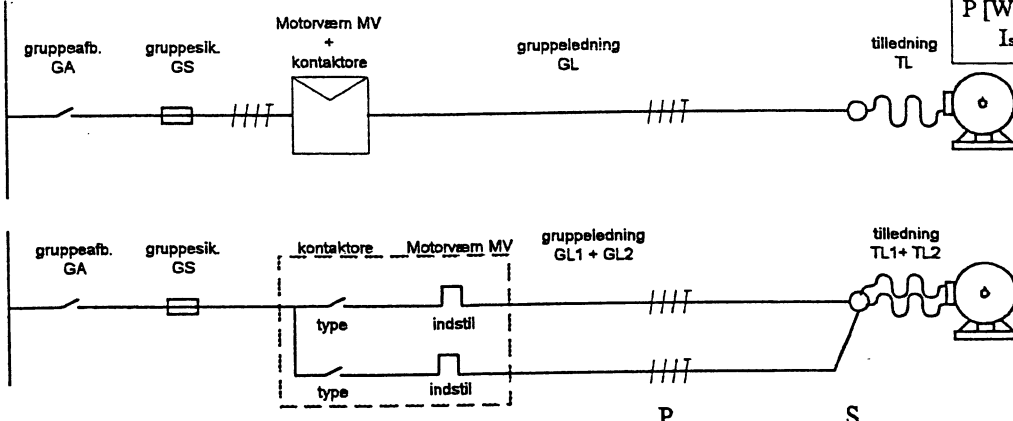 Motorværn MV
+
kontaktore
gruppeafb.
GA
gruppesik.
GS
gruppeledning
GL
tilledning
TL
P [W
gruppeafb.
GA
gruppesik.
GS
kontaktore
Motorværn MV
gruppeledning
GL1 + GL2
tilledning
TL1+ TL2
type
indstil
type
indstil
P
S